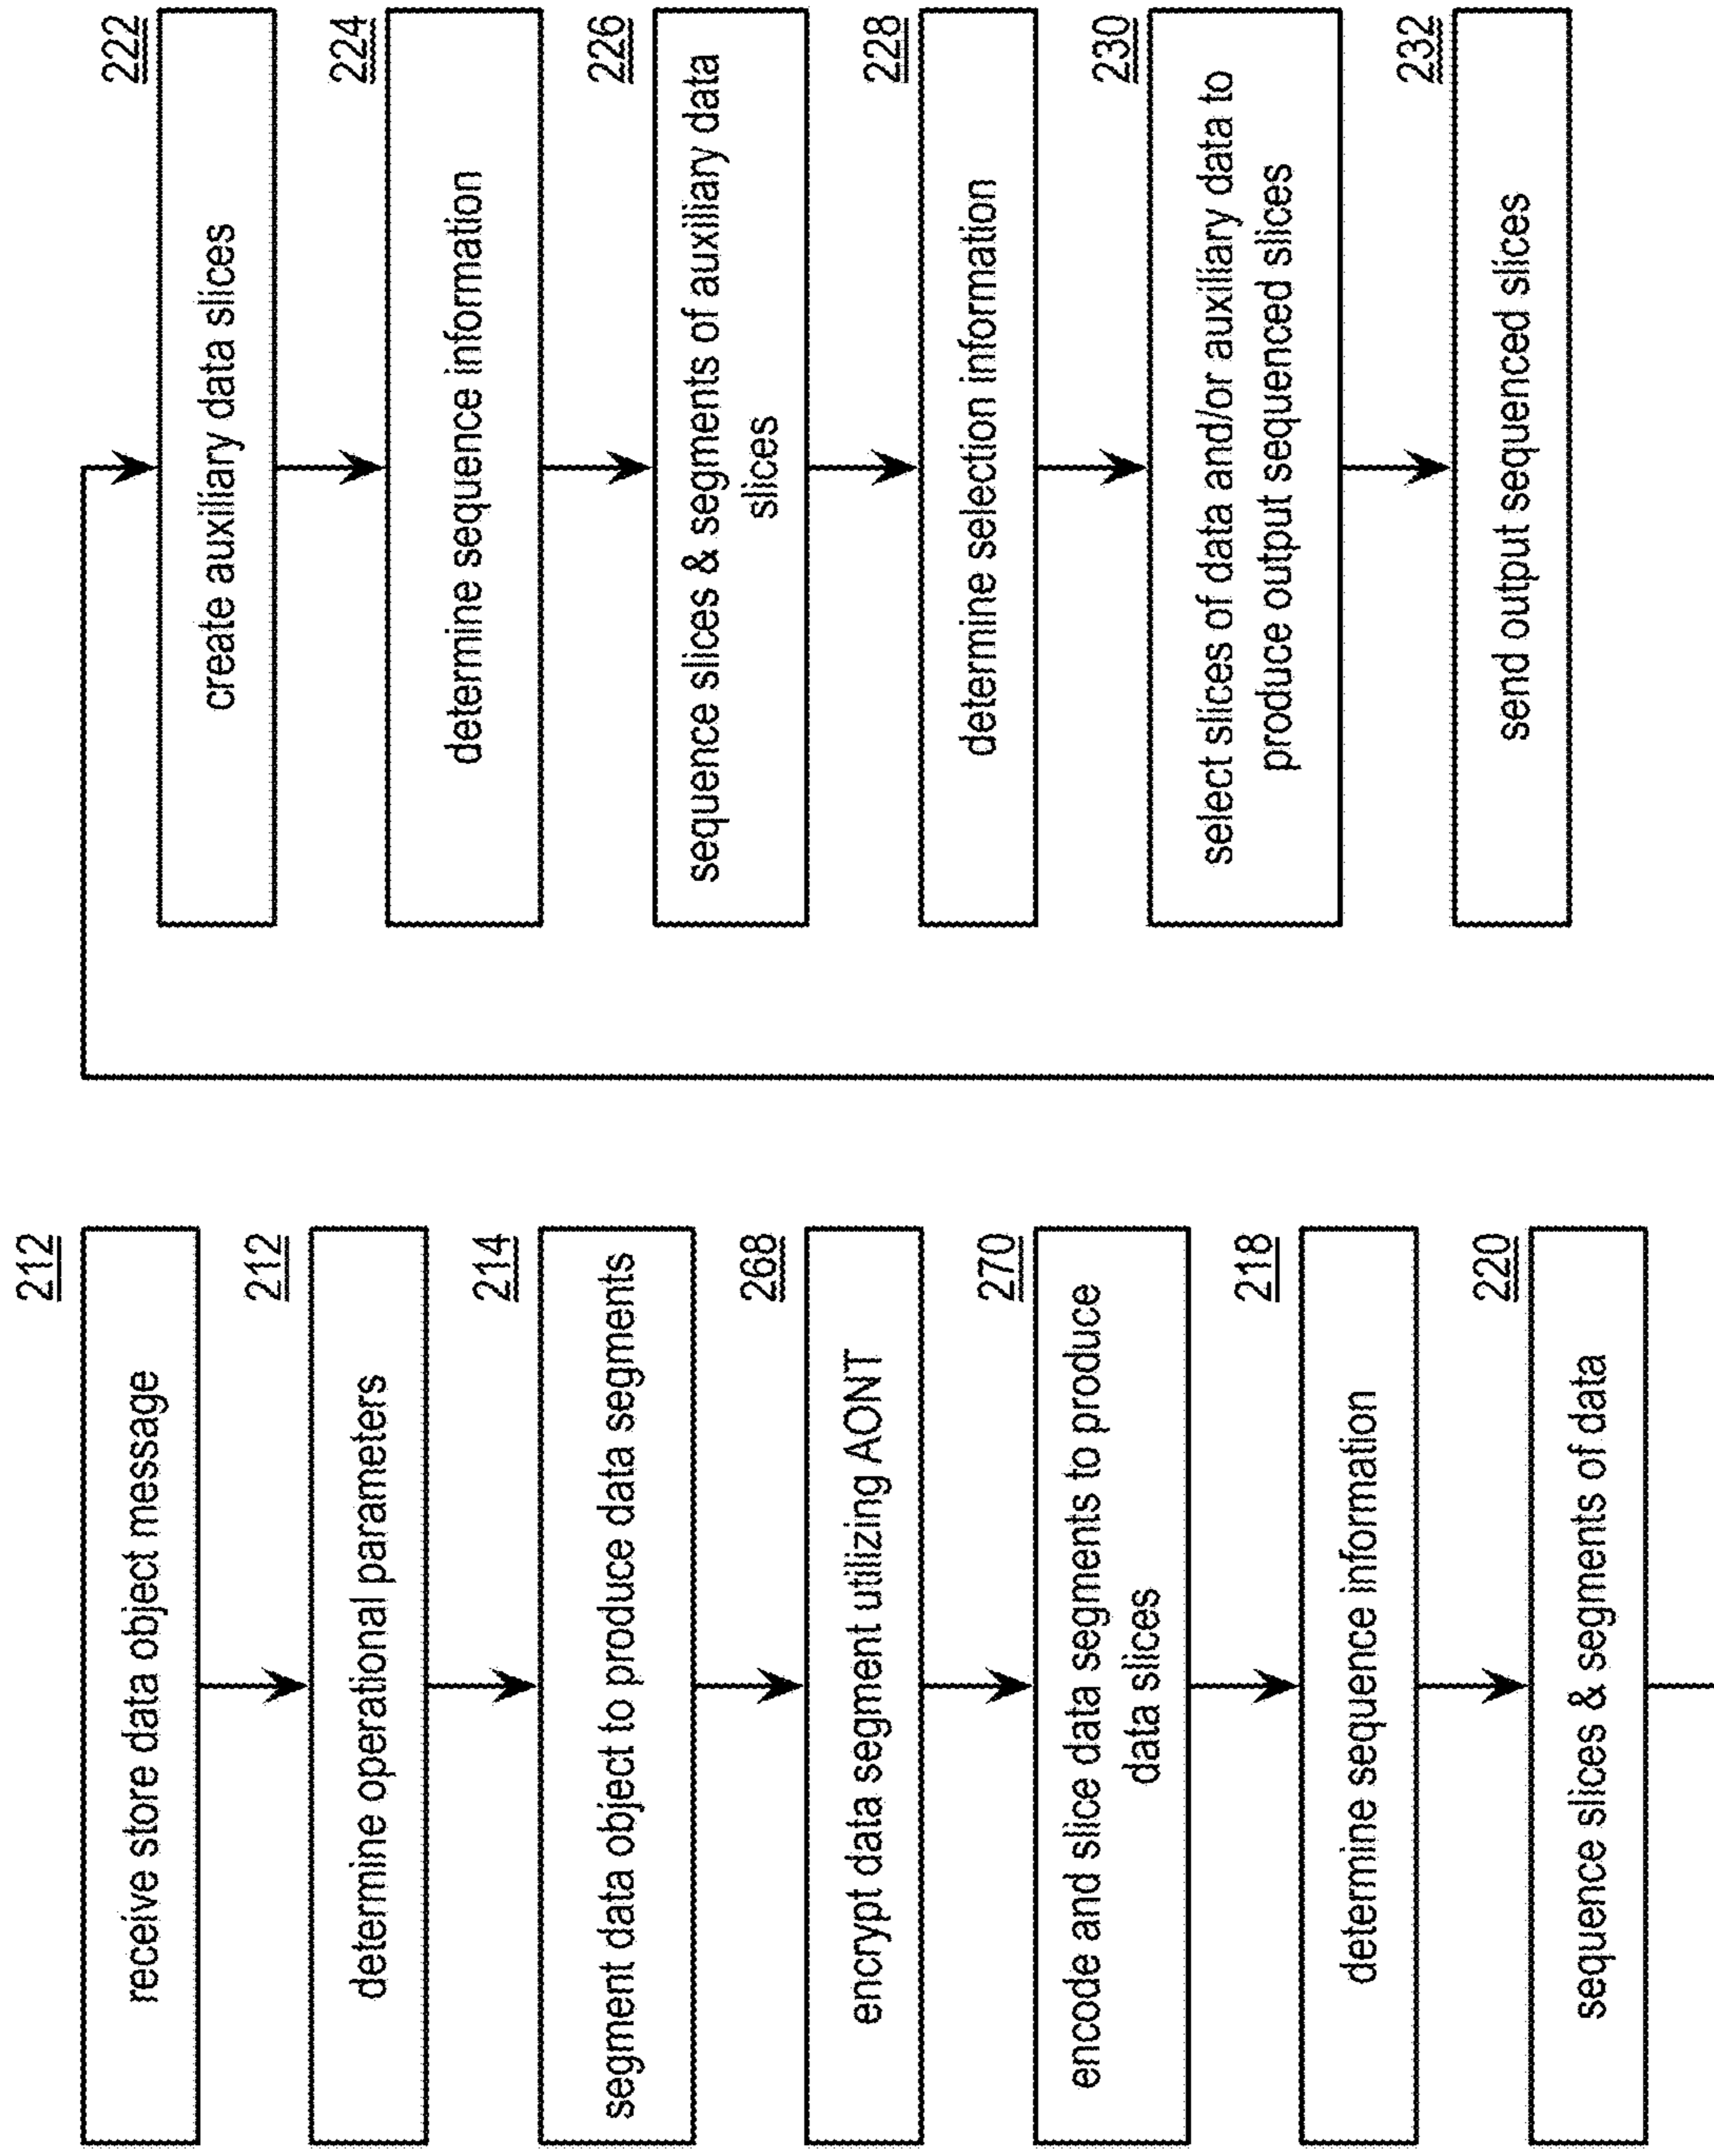 212
receive store data object message
212
determine operational parameters
214
segment data object to produce data segments
268
encrypt data segment utilizing AONT
270
encode and slice data segments to produce
data slices
218
determine sequence information
220
sequence slices & segments of data
222
create auxiliary data slices
224
determine sequence information
226
sequence slices & segments of auxiliary data
slices
228
determine selection information
230
select slices of data and/or auxiliary data to
produce output sequenced slices
232
send output sequenced slices